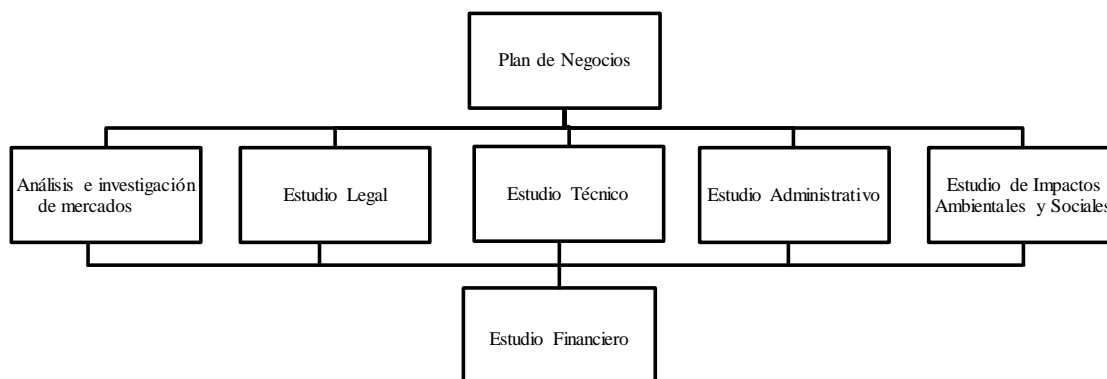 Plan de Negocios
Análisis e investigación
de mercados
Estudio Legal
Estudio Técnico
Estudio Administrativo
Estudio de Impactos
Ambientales y Sociales
Estudio Financiero